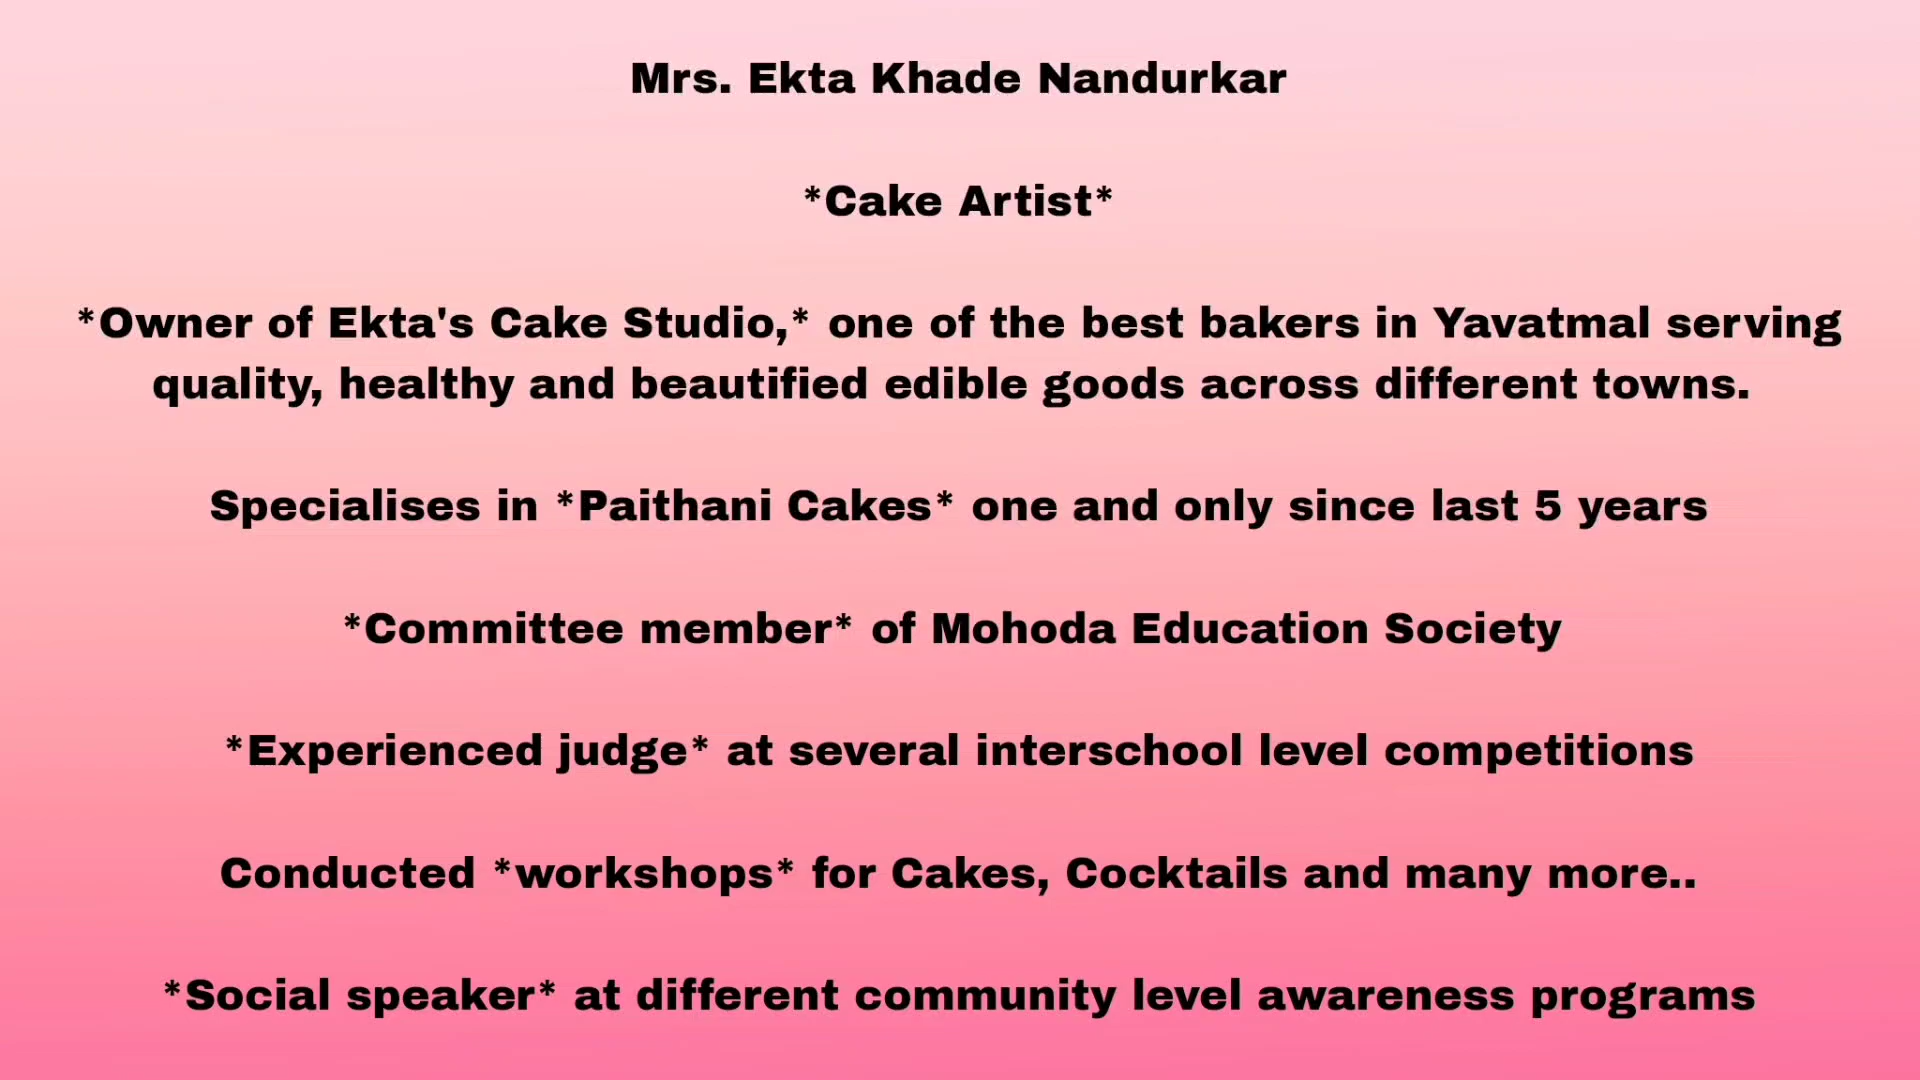 Mrs. Ekta Khade Nandurkar
*Cake Artist*
*Owner of Ekta's Cake Studio,* one of the best bakers in Yavatmal serving
quality, healthy and beautified edible goods across different towns.
Specialises in *Paithani Cakes* one and only since last 5 years
*Committee member* of Mohoda Education Society
*Experienced judge* at several interschool level competitions
Conducted *workshops* for Cakes, Cocktails and many more..
*Social speaker* at different community level awareness programs